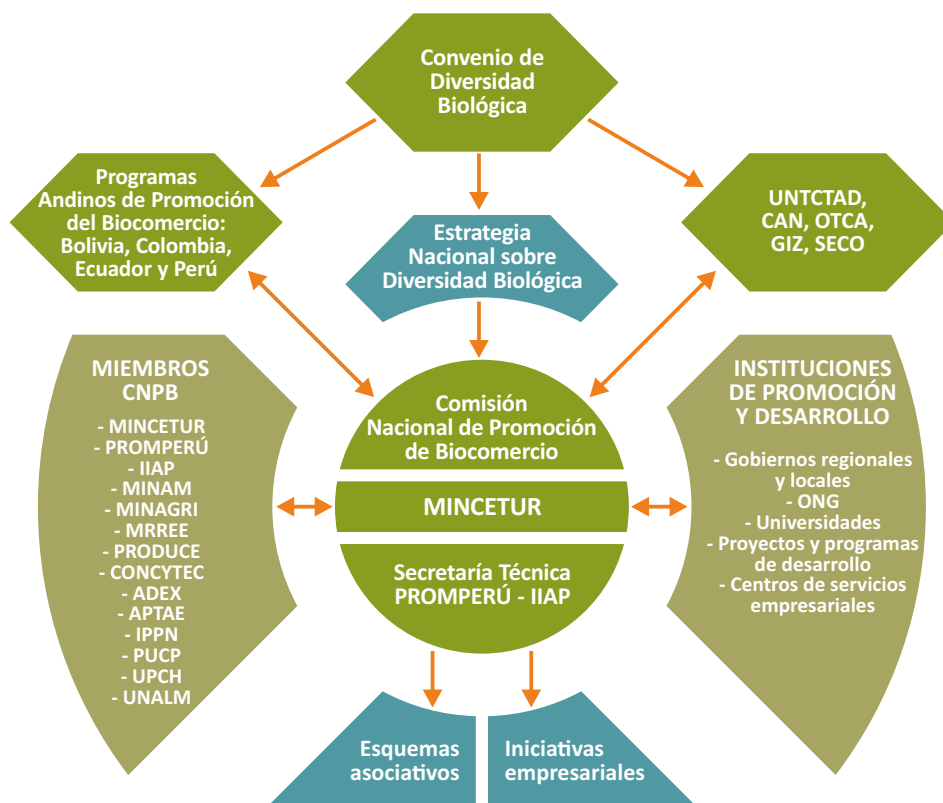 Convenio de
Diversidad
Biológica
Programas
Andinos de Promoción
del Biocomercio:
Bolivia, Colombia,
Ecuador y Perú
Estrategia
Nacional sobre
Diversidad Biológica
UNTCTAD,
CAN, OTCA,
GIZ, SECO
MIEMBROS
CNPB
- MINCETUR
- PROMPERÚ
- IIAP
- MINAM
- MINAGRI
- MRREE
- PRODUCE
- CONCYTEC
- ADEX
- APTAE
- IPPN
- PUCP
- UPCH
- UNALM
Comisión
Nacional de Promoción
de Biocomercio
MINCETUR
Secretaría Técnica
PROMPERÚ - IIAP
INSTITUCIONES
DE PROMOCIÓN
Y DESARROLLO
- Gobiernos regionales
y locales
- ONG
- Universidades
- Proyectos y programas
de desarrollo
- Centros de servicios
empresariales
Esquemas
asociativos
Iniciativas
empresariales